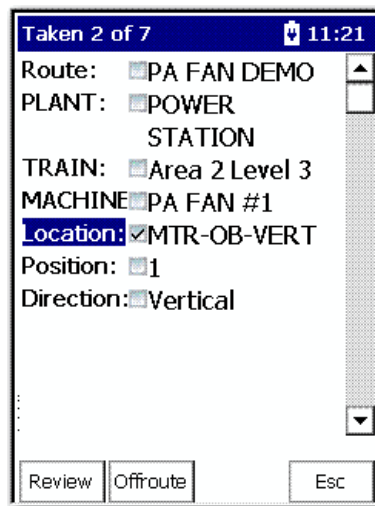 Taken 2 of 7 11:21
Route: PA FAN DEMO
PLANT: POWER
STATION
TRAIN: Area 2 Level 3
MACHINE PA FAN #1
Location: MTR-OB-VERT
Position: 1
Direction: Vertical
Review Offroute Esc